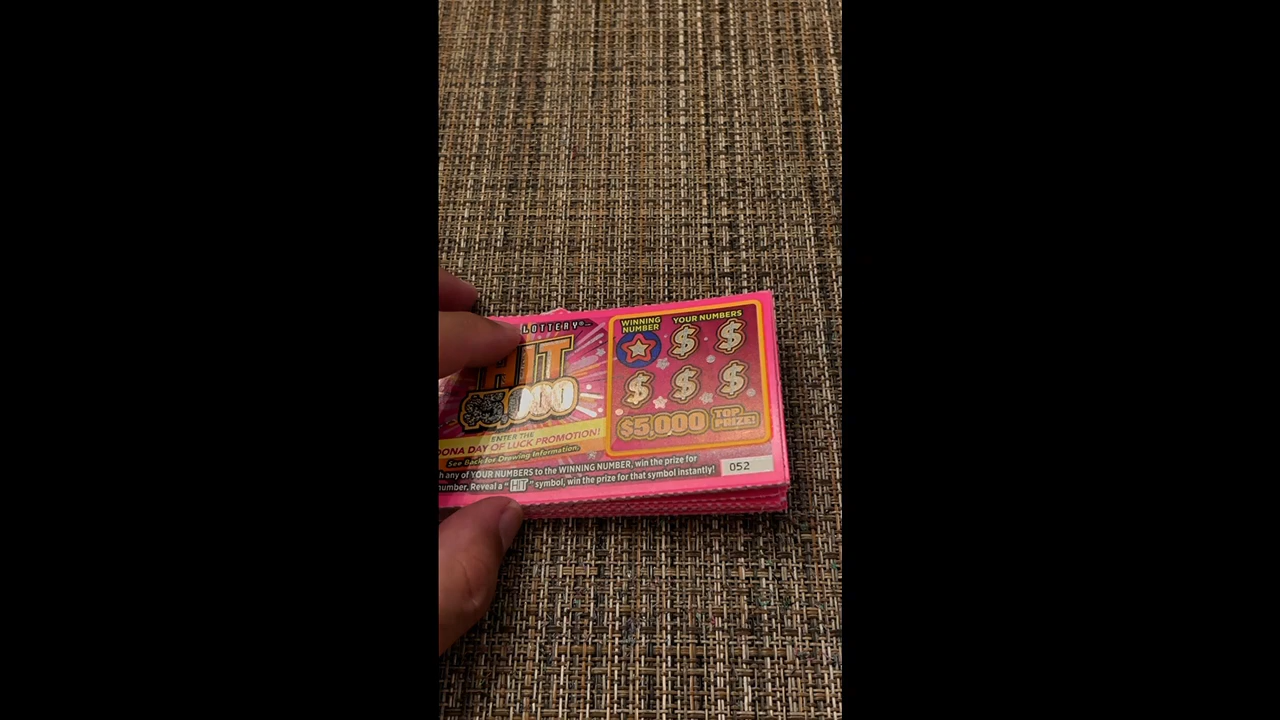 LOTTERY
WINNING
NUMBER
YOUR NUMBERS
HIT
$5,000
$ $
$ $ $
ENTER THE
DAY OF LUCK PROMOTION!
See Back for Drawing Information.
$5,000 TOP
PRIZE!
any of YOUR NUMBERS to the WINNING NUMBER, win the prize for
number. Reveal a "HIT" symbol, win the prize for that symbol instantly!
052